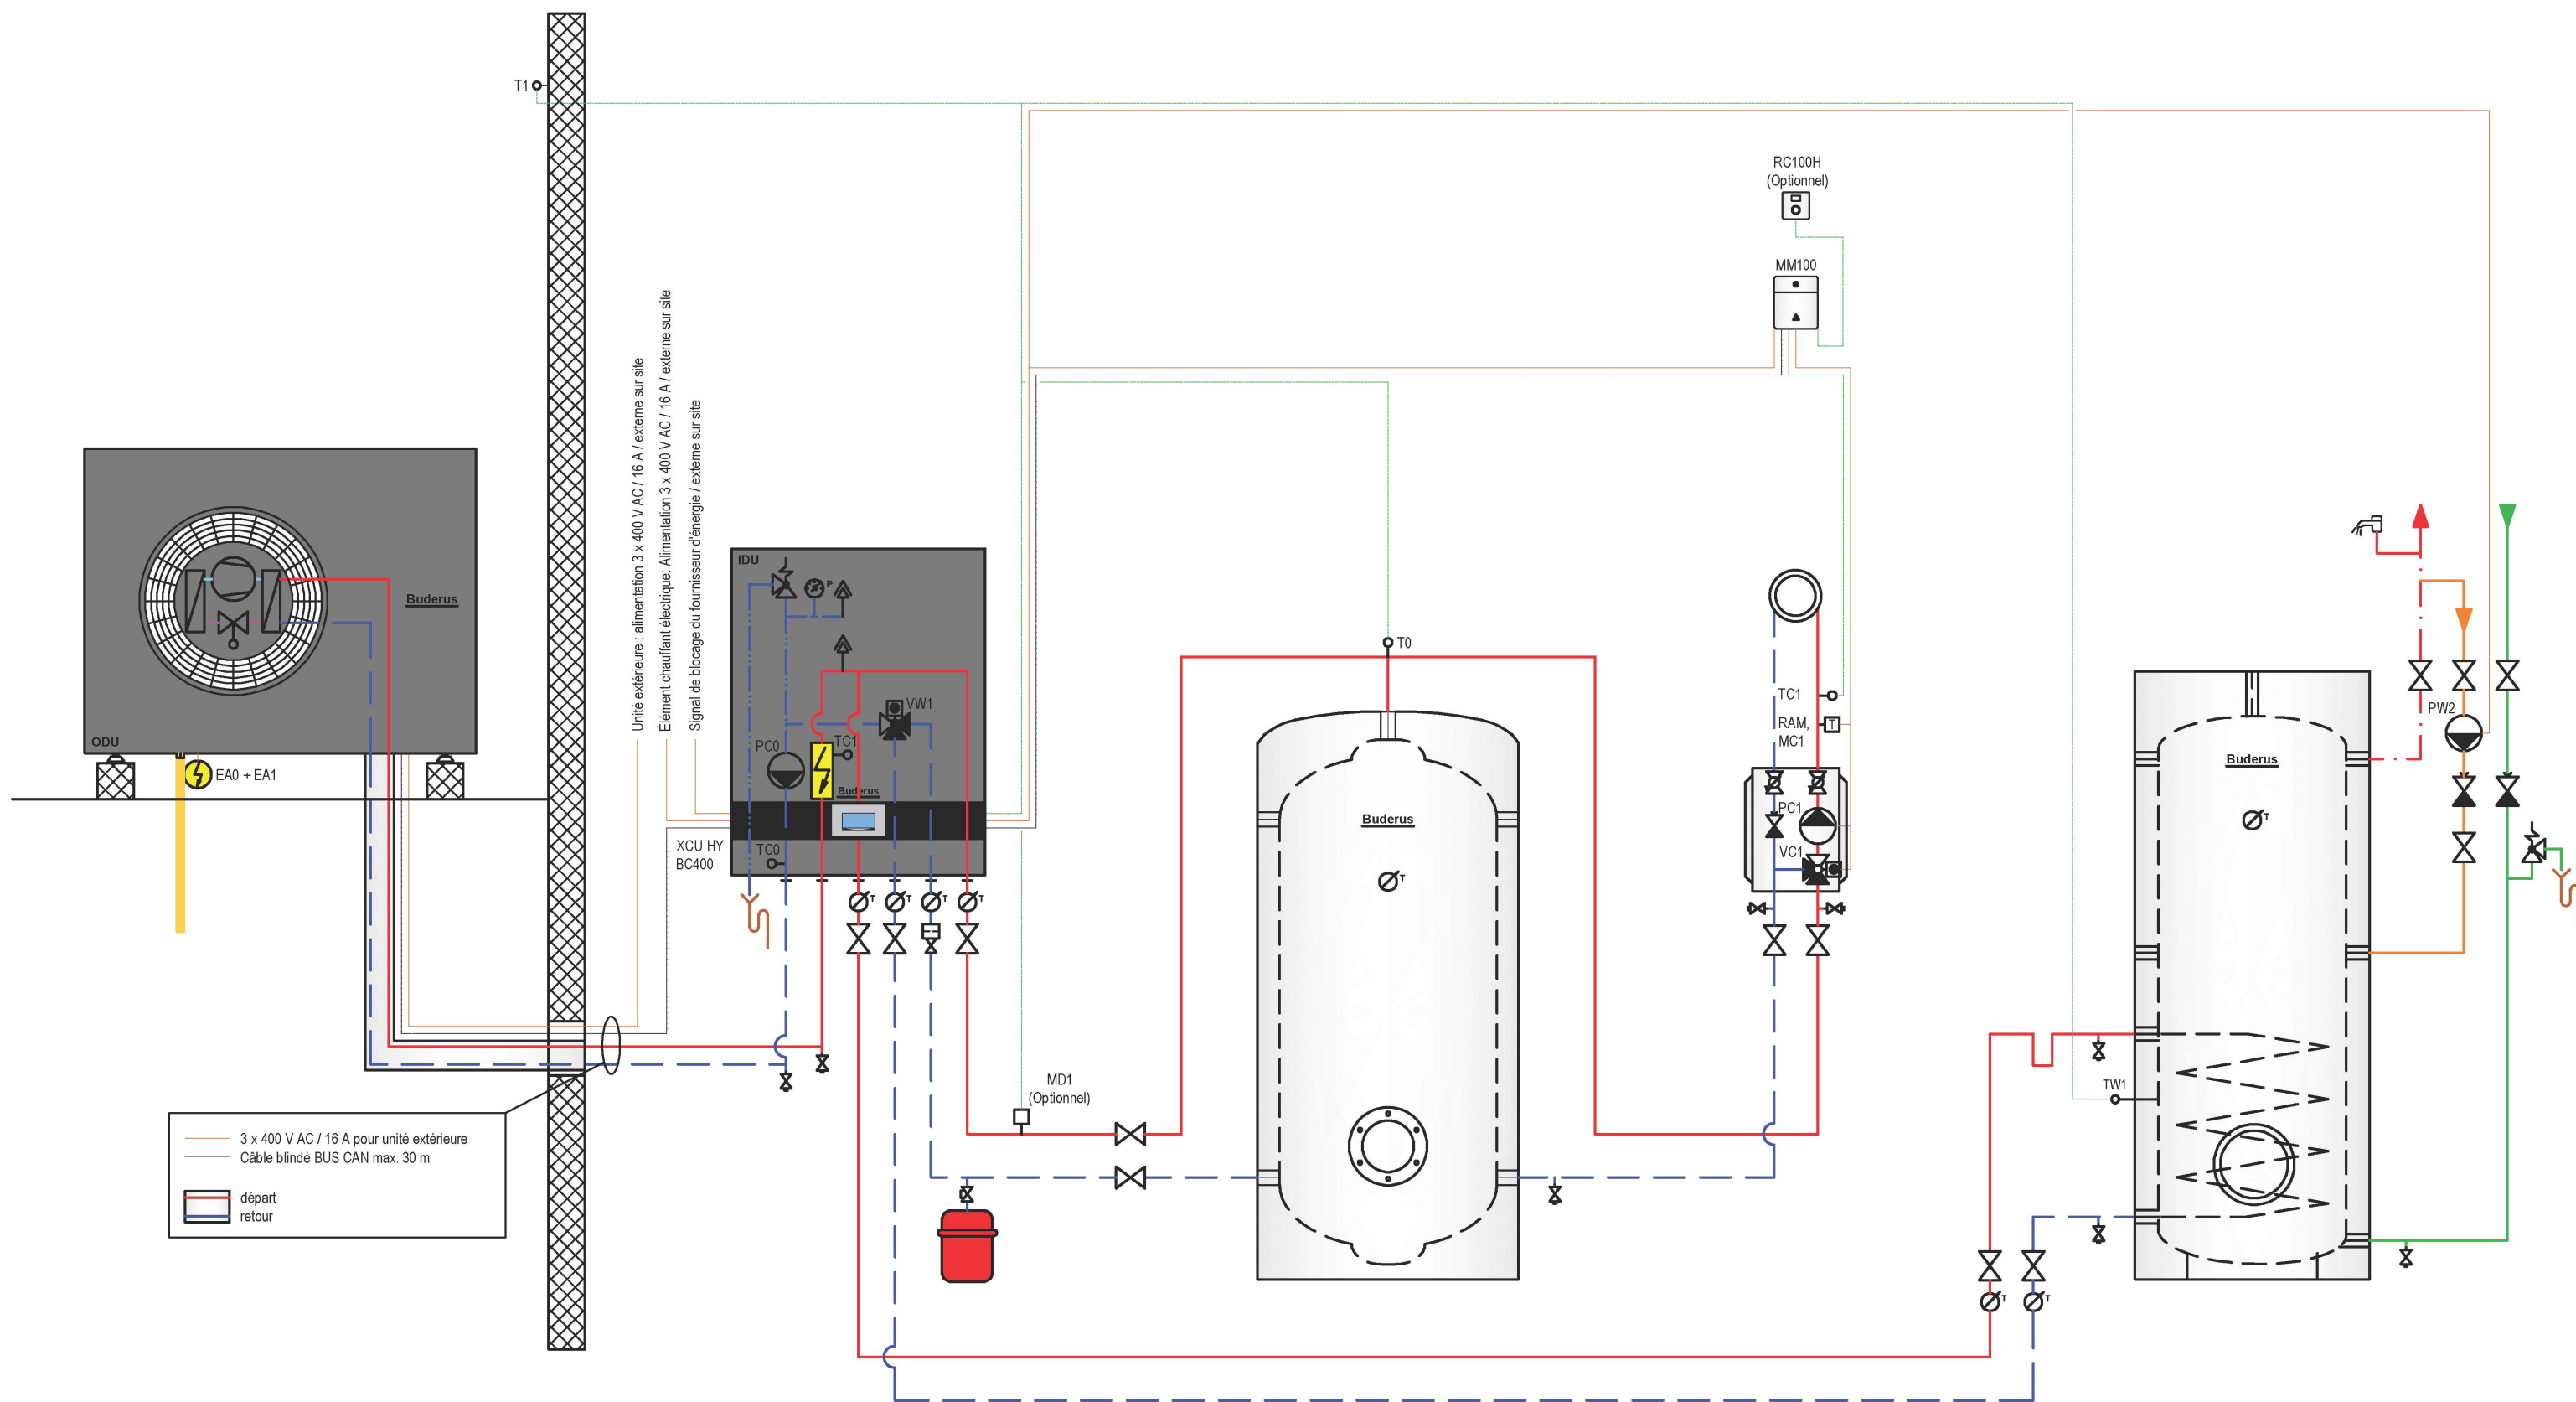 T1
RC100H
(Optionnel)
MM100
Unité extérieure : alimentation 3 x 400 V AC / 16 A / externe sur site
Élément chauffant électrique: Alimentation 3 x 400 V AC / 16 A / externe sur site
Signal de blocage du fournisseur d'énergie / externe sur site
Buderus
ODU
EA0 + EA1
IDU
P
VW1
PC0
TC1
Buderus
XCU HY
BC400
TC0
T
T
T
T
T0
Buderus
T
TC1
RAM,
MC1
T
PC1
VC1
PW2
Buderus
T
MD1
(Optionnel)
TW1
T
T
3 x 400 V AC / 16 A pour unité extérieure
Câble blindé BUS CAN max. 30 m
départ
retour